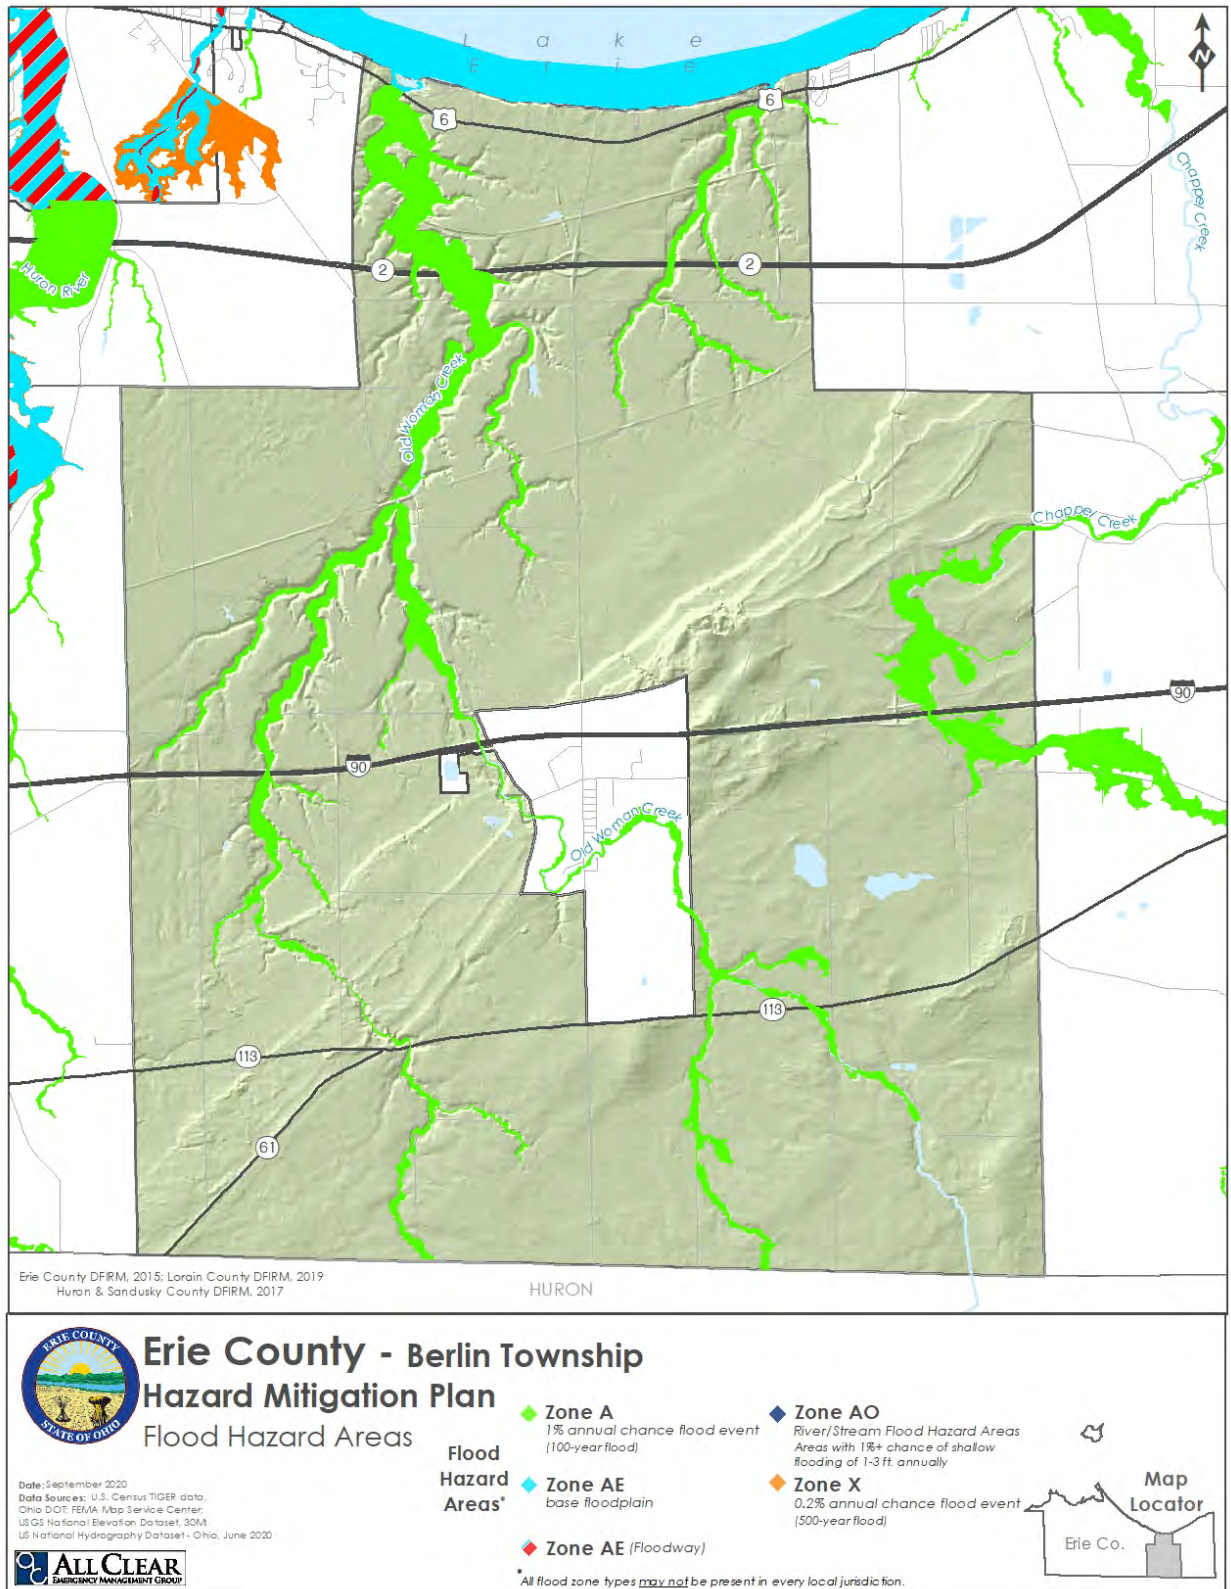 L a k e
E r i e
6
6
Chappel Creek
Huron River
2
2
Old Woman Creek
Chappel Creek
90
90
Old Woman Creek
113
113
61
Erie County DFIRM, 2015; Lorain County DFIRM, 2019
Huron & Sandusky County DFIRM, 2017
HURON
ERIE COUNTY
STATE OF OHIO
Erie County - Berlin Township
Hazard Mitigation Plan
Flood Hazard Areas
Date: September 2020
Data Sources: U.S. Census TIGER data,
Ohio DOT; FEMA Map Service Center;
USGS National Elevation Dataset, 30M;
US National Hydrography Dataset - Ohio, June 2020
ALL CLEAR
EMERGENCY MANAGEMENT GROUP
Flood
Hazard
Areas*
Zone A
1% annual chance flood event
(100-year flood)
Zone AE
base floodplain
Zone AE (Floodway)
Zone AO
River/Stream Flood Hazard Areas
Areas with 1%+ chance of shallow
flooding of 1-3 ft. annually
Zone X
0.2% annual chance flood event
(500-year flood)
*All flood zone types may not be present in every local jurisdiction.
Map
Locator
Erie Co.
N